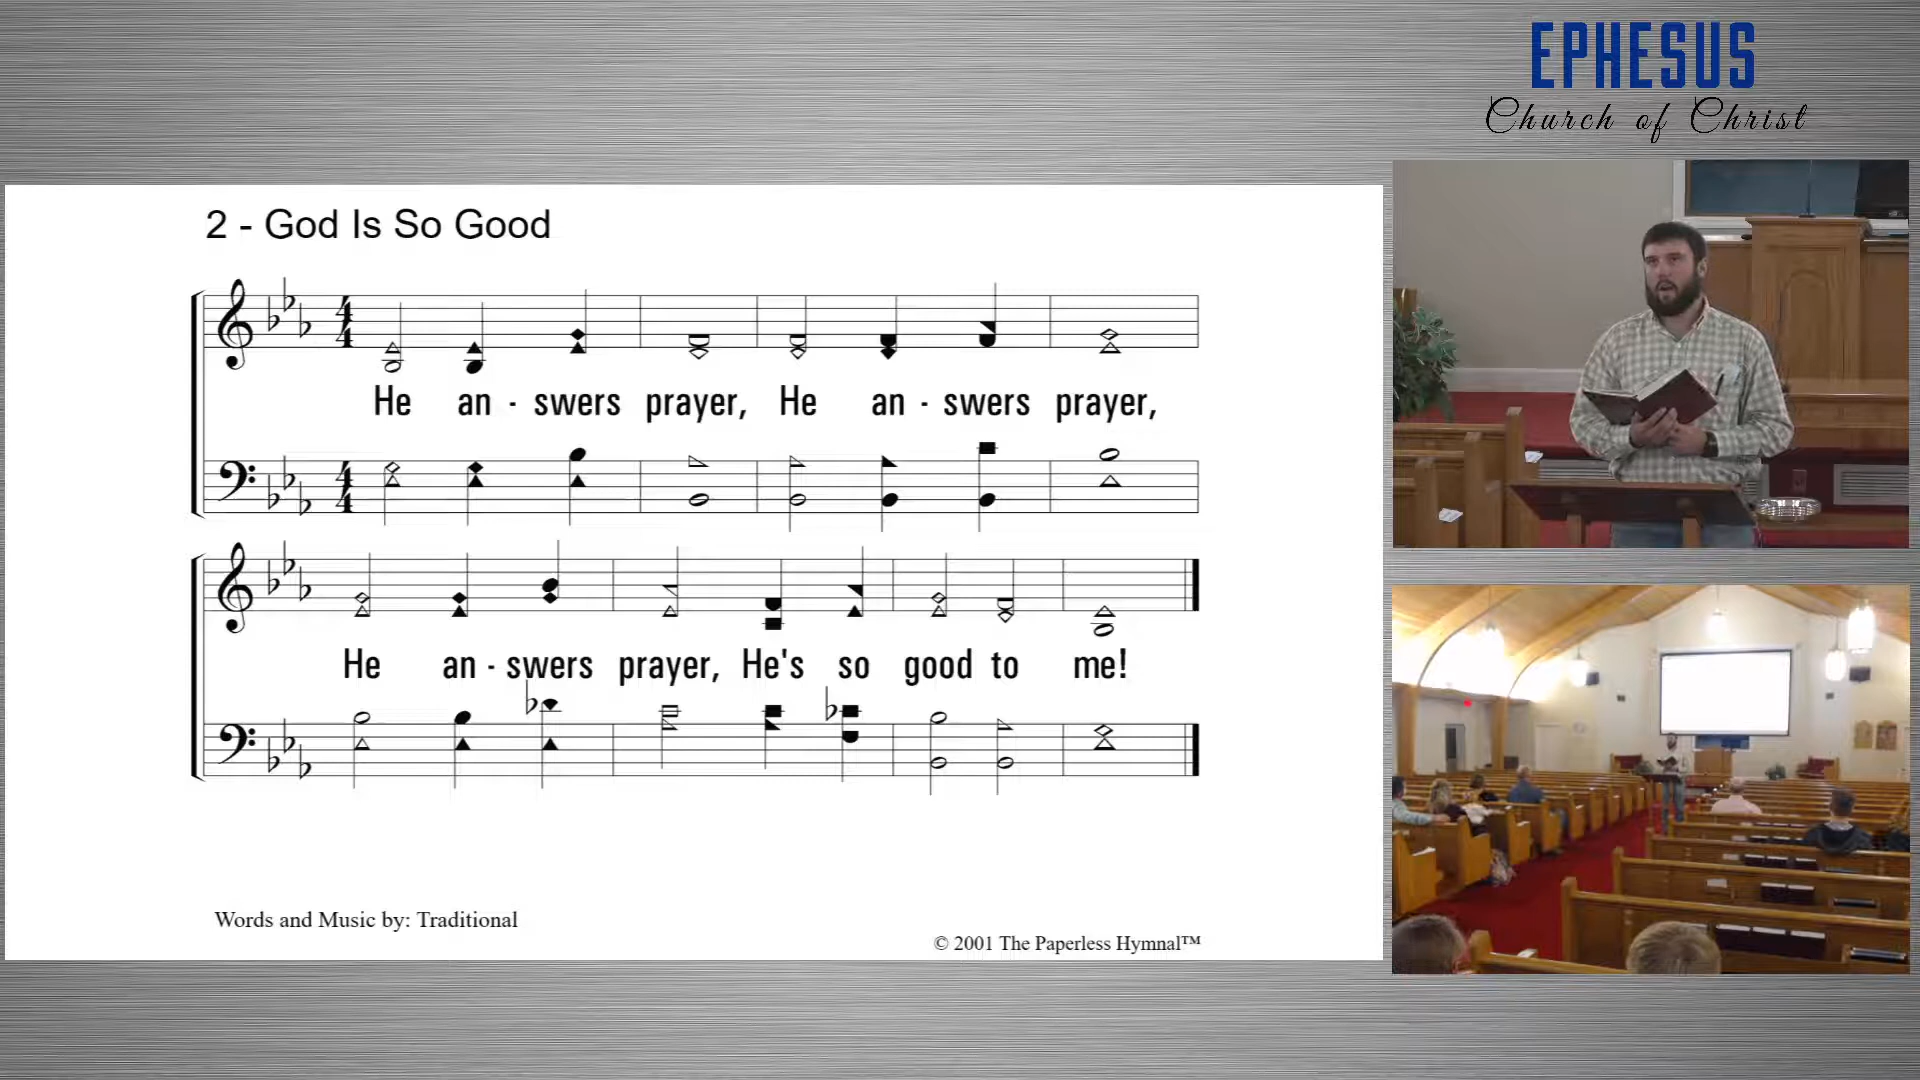 EPHESUS
Church of Christ
2 - God Is So Good
He an - swers prayer, He an - swers prayer,
He an - swers prayer, He's so good to me!
Words and Music by: Traditional
© 2001 The Paperless Hymnal™